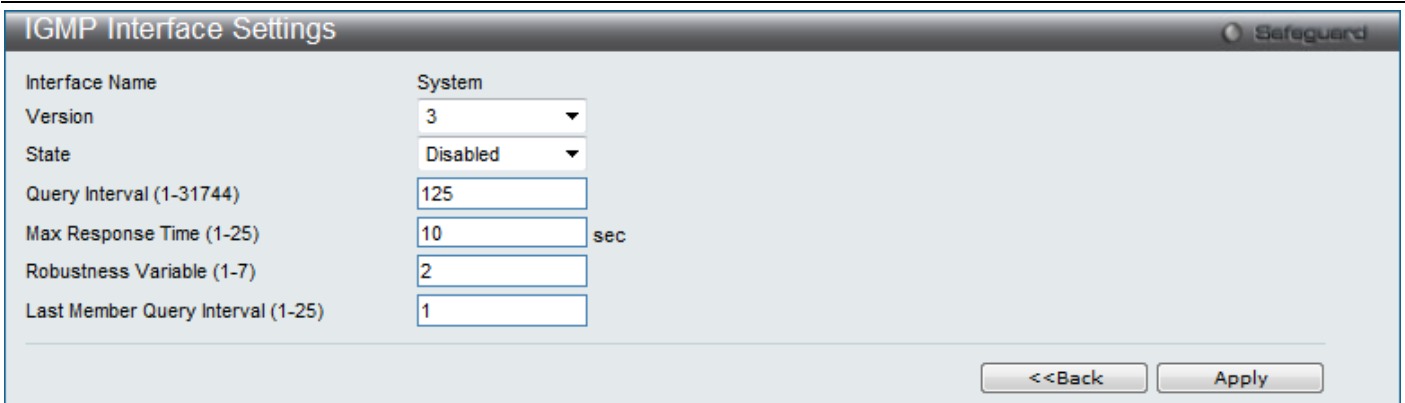 IGMP Interface Settings
Safeguard
Interface Name System
Version 3
State Disabled
Query Interval (1-31744) 125
Max Response Time (1-25) 10 sec
Robustness Variable (1-7) 2
Last Member Query Interval (1-25) 1
<<Back Apply